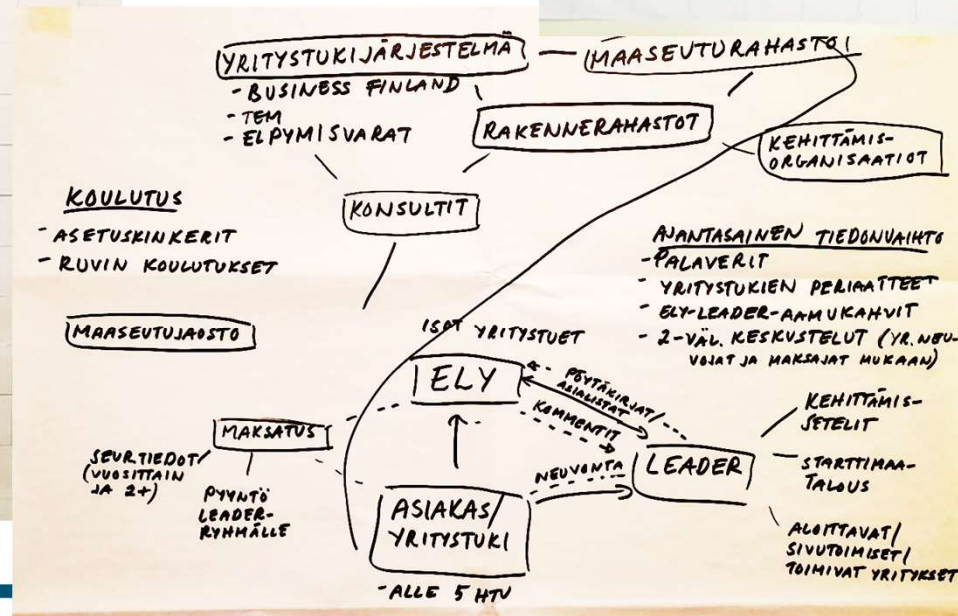 YRITYSTUKIJÄRJESTELMÄ
- BUSINESS FINLAND
- TEM
- ELPYMISVARAT
MAASEUTURAHASTO
RAKENNERAHASTOT
KEHITTÄMIS-
ORGANISAATIOT
KONSULTIT
KOULUTUS
- ASETUSKINKERIT
- RUVIN KOULUTUKSET
MAASEUTUJAOSTO
AJANTASAINEN TIEDONVAIHTO
- PALAVERIT
- YRITYSTUKIEN PERIAATTEET
- ELY-LEADER-AAMUKAHVIT
- 2-VÄL. KESKUSTELUT (YR. NEU-
VOJAT JA MAKSAJAT MUKAAN)
ISOT YRITYSTUET
ELY
PÖYTÄKIRJAT/
ASIALISTAT
KOMMENTIT
NEUVONTA
LEADER
KEHITTÄMIS-
SETELIT
STARTTIMAA-
TALOUS
ALOITTAVAT/
SIVUTOIMISET/
TOIMIVAT YRITYKSET
MAKSATUS
SEUR.TIEDOT/
(VUOSITTAIN
JA 2+)
PYYNTÖ
LEADER-
RYHMÄLLE
ASIAKAS/
YRITYSTUKI
- ALLE 5 HTV